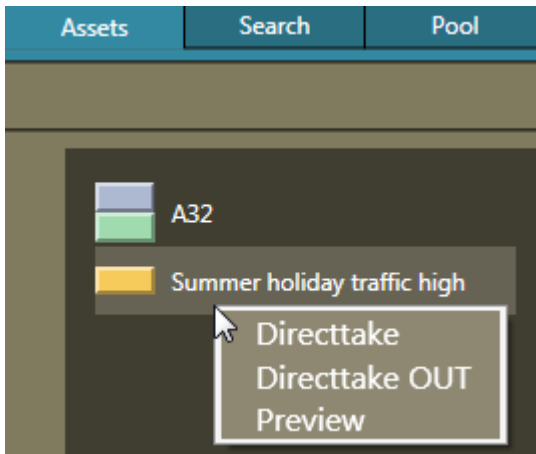 Assets Search Pool
A32
Summer holiday traffic high
Directtake
Directtake OUT
Preview